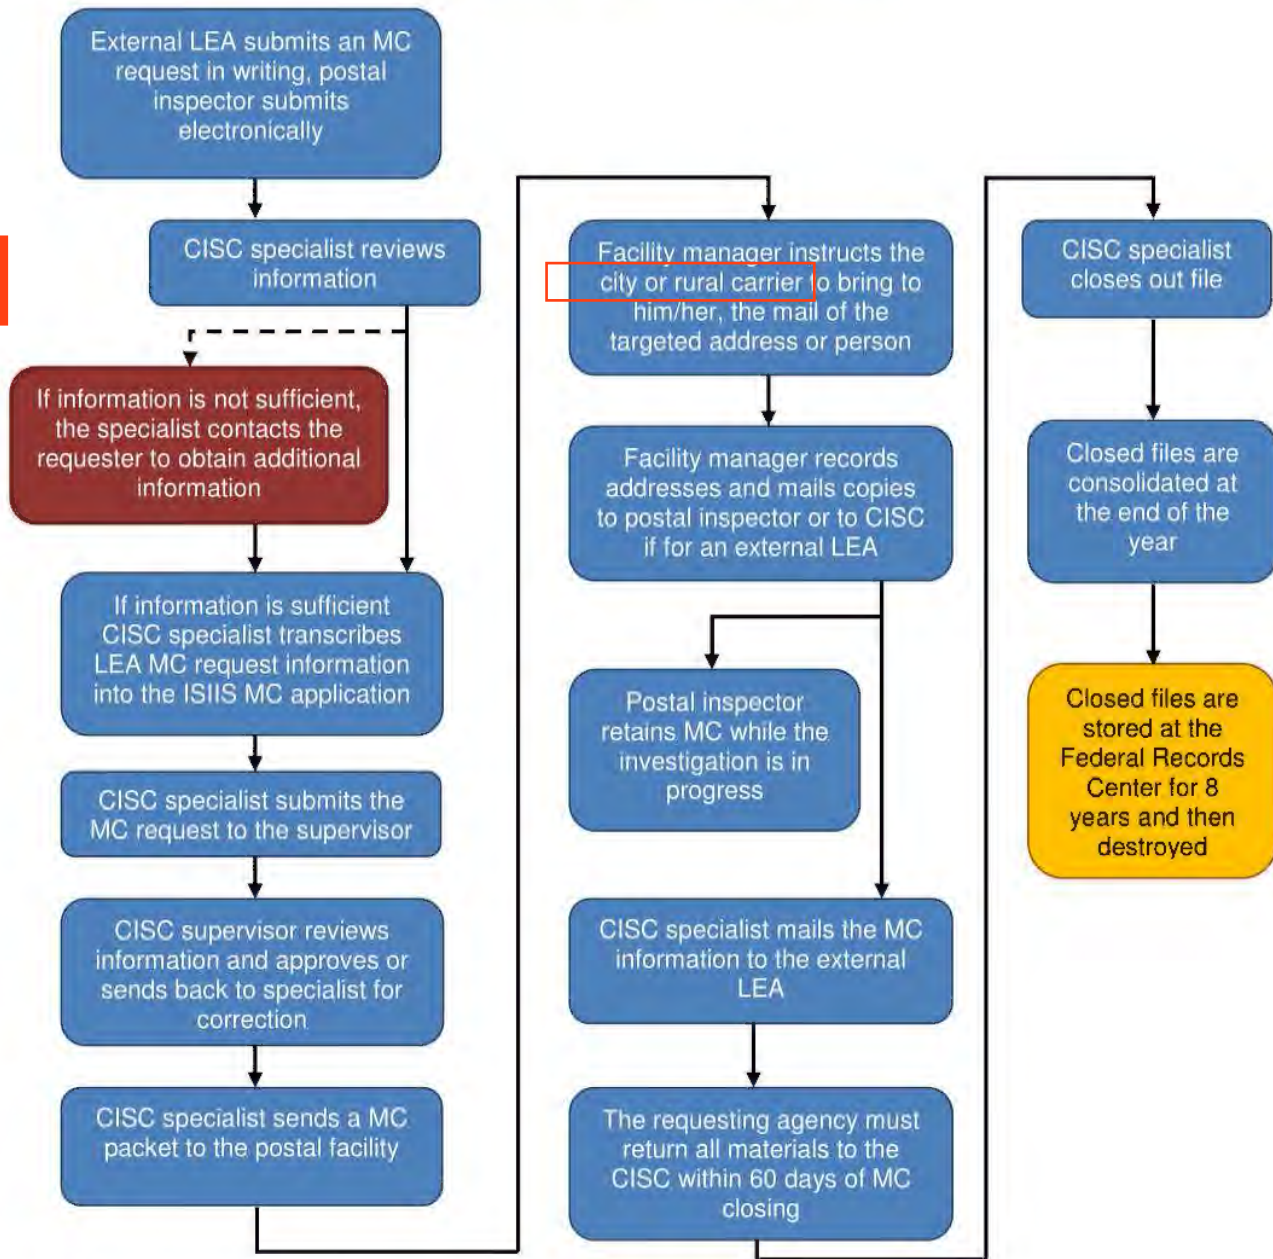 External LEA submits an MC
request in writing, postal
inspector submits
electronically
CISC specialist reviews
information
If information is not sufficient,
the specialist contacts the
requester to obtain additional
information
If information is sufficient
CISC specialist transcribes
LEA MC request information
into the ISIIS MC application
CISC specialist submits the
MC request to the supervisor
CISC supervisor reviews
information and approves or
sends back to specialist for
correction
CISC specialist sends a MC
packet to the postal facility
Facility manager instructs the
city or rural carrier to bring to
him/her, the mail of the
targeted address or person
Facility manager records
addresses and mails copies
to postal inspector or to CISC
if for an external LEA
Postal inspector
retains MC while the
investigation is in
progress
CISC specialist mails the MC
information to the external
LEA
The requesting agency must
return all materials to the
CISC within 60 days of MC
closing
CISC specialist
closes out file
Closed files are
consolidated at
the end of the
year
Closed files are
stored at the
Federal Records
Center for 8
years and then
destroyed